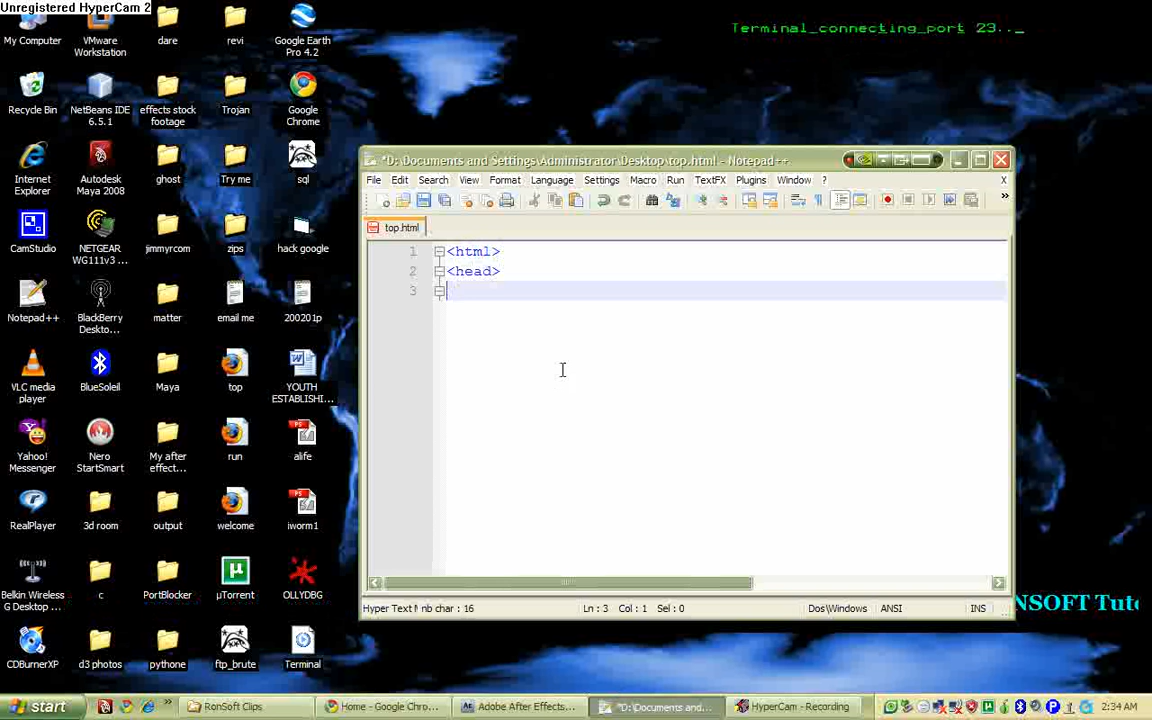 Unregistered HyperCam 2
Terminal_connecting_port 23.._
My Computer
VMware Workstation
dare
revi
Google Earth Pro 4.2
Recycle Bin
NetBeans IDE 6.5.1
effects stock footage
Trojan
Google Chrome
Internet Explorer
Autodesk Maya 2008
ghost
Try me
sql
CamStudio
NETGEAR WG111v3 ...
jimmyrcom
zips
hack google
Notepad++
BlackBerry Deskto...
matter
email me
200201p
VLC media player
BlueSoleil
Maya
top
YOUTH ESTABLISHI...
Yahoo! Messenger
Nero StartSmart
My after effect...
run
alife
RealPlayer
3d room
output
welcome
iworm1
Belkin Wireless G Desktop ...
c
PortBlocker
µTorrent
OLLYDBG
CDBurnerXP
d3 photos
pythone
ftp_brute
Terminal
*D:\Documents and Settings\Administrator\Desktop\top.html - Notepad++
File Edit Search View Format Language Settings Macro Run TextFX Plugins Window ? X
top.html
1 <html>
2 <head>
3
Hyper Text M nb char : 16 Ln : 3 Col : 1 Sel : 0 Dos\Windows ANSI INS
NSOFT Tuto
start
RonSoft Clips
Home - Google Chro...
Adobe After Effects...
*D:\Documents and...
HyperCam - Recording
2:34 AM